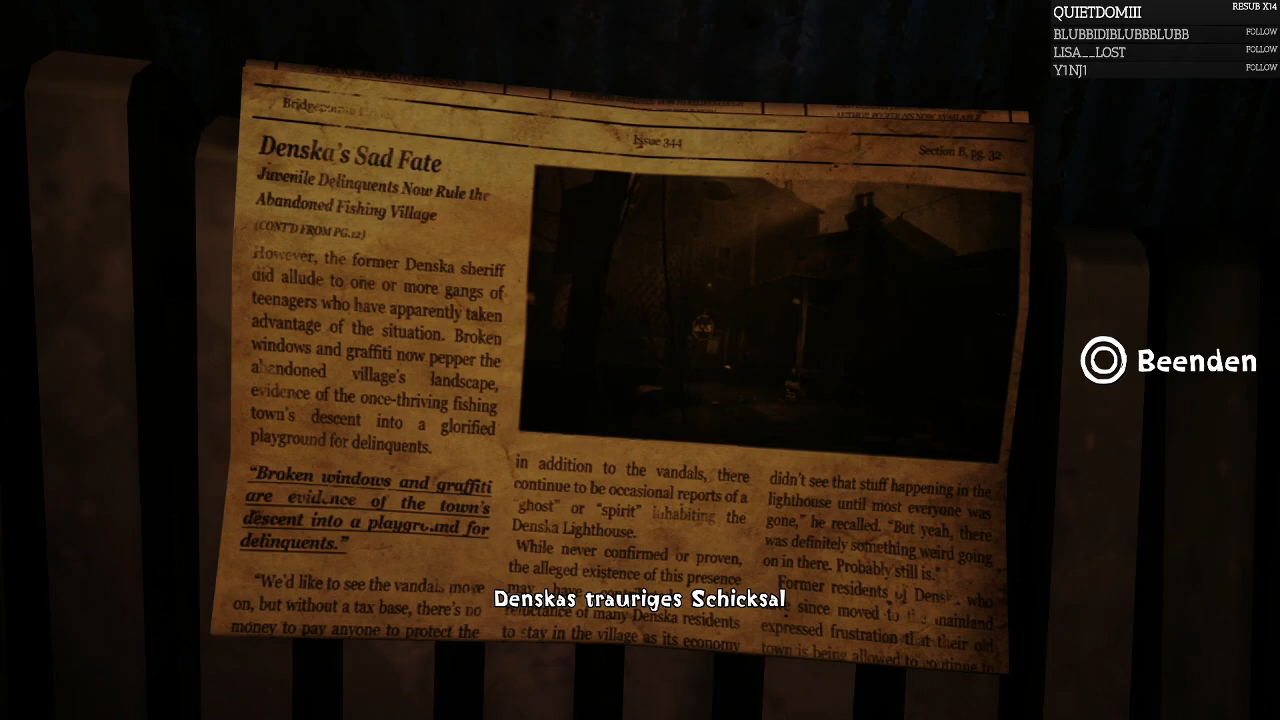 QUIETDOMIII RESUB X14
BLUBBIDIBLUBBBLUBB FOLLOW
LISA__LOST FOLLOW
Y1NJ1 FOLLOW
Issue 344
Section B, pg. 32
Denska's Sad Fate
Juvenile Delinquents Now Rule the
Abandoned Fishing Village
(CONT'D FROM PG.12)
However, the former Denska sheriff
did allude to one or more gangs of
teenagers who have apparently taken
advantage of the situation. Broken
windows and graffiti now pepper the
abandoned village's landscape,
evidence of the once-thriving fishing
town's descent into a glorified
playground for delinquents.
"Broken windows and graffiti
are evidence of the town's
descent into a playground for
delinquents."
"We'd like to see the vandals move
on, but without a tax base, there's no
money to pay anyone to protect the
in addition to the vandals, there
continue to be occasional reports of a
"ghost" or "spirit" inhabiting the
Denska Lighthouse.
While never confirmed or proven,
the alleged existence of this presence
may have
reluctance of many Denska residents
to stay in the village as its economy
didn't see that stuff happening in the
lighthouse until most everyone was
gone," he recalled. "But yeah, there
was definitely something weird going
on in there. Probably still is."
Former residents of Denska who
since moved to the mainland
expressed frustration that their old
town is being allowed to continue to
Beenden
Denskas trauriges Schicksal